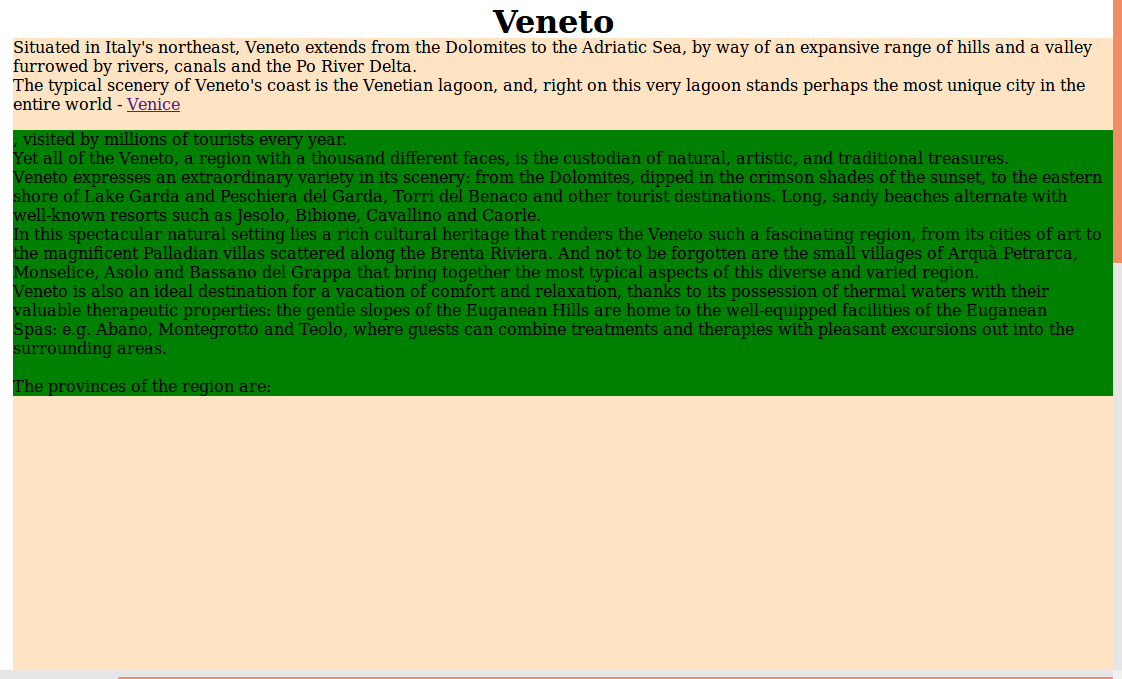 Veneto
Situated in Italy's northeast, Veneto extends from the Dolomites to the Adriatic Sea, by way of an expansive range of hills and a valley
furrowed by rivers, canals and the Po River Delta.
The typical scenery of Veneto's coast is the Venetian lagoon, and, right on this very lagoon stands perhaps the most unique city in the
entire world - Venice
, visited by millions of tourists every year.
Yet all of the Veneto, a region with a thousand different faces, is the custodian of natural, artistic, and traditional treasures.
Veneto expresses an extraordinary variety in its scenery: from the Dolomites, dipped in the crimson shades of the sunset, to the eastern
shore of Lake Garda and Peschiera del Garda, Torri del Benaco and other tourist destinations. Long, sandy beaches alternate with
well-known resorts such as Jesolo, Bibione, Cavallino and Caorle.
In this spectacular natural setting lies a rich cultural heritage that renders the Veneto such a fascinating region, from its cities of art to
the magnificent Palladian villas scattered along the Brenta Riviera. And not to be forgotten are the small villages of Arquà Petrarca,
Monselice, Asolo and Bassano del Grappa that bring together the most typical aspects of this diverse and varied region.
Veneto is also an ideal destination for a vacation of comfort and relaxation, thanks to its possession of thermal waters with their
valuable therapeutic properties: the gentle slopes of the Euganean Hills are home to the well-equipped facilities of the Euganean
Spas: e.g. Abano, Montegrotto and Teolo, where guests can combine treatments and therapies with pleasant excursions out into the
surrounding areas.
The provinces of the region are: